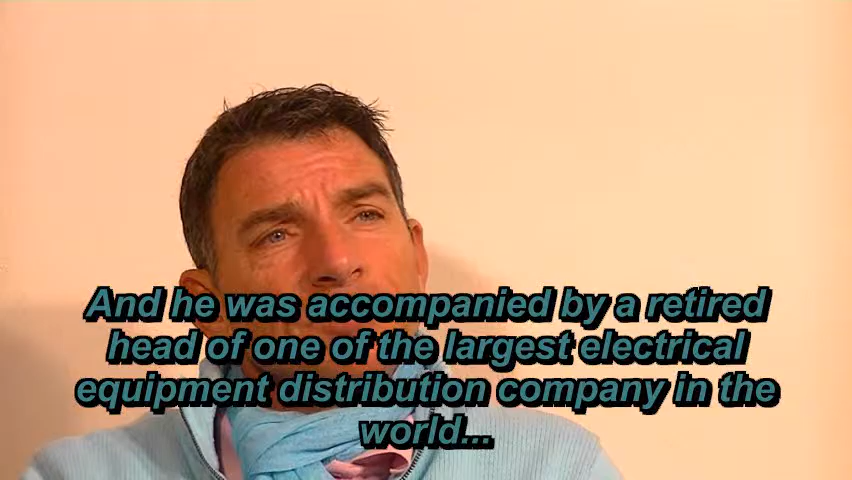 And he was accompanied by a retired
head of one of the largest electrical
equipment distribution company in the
world...